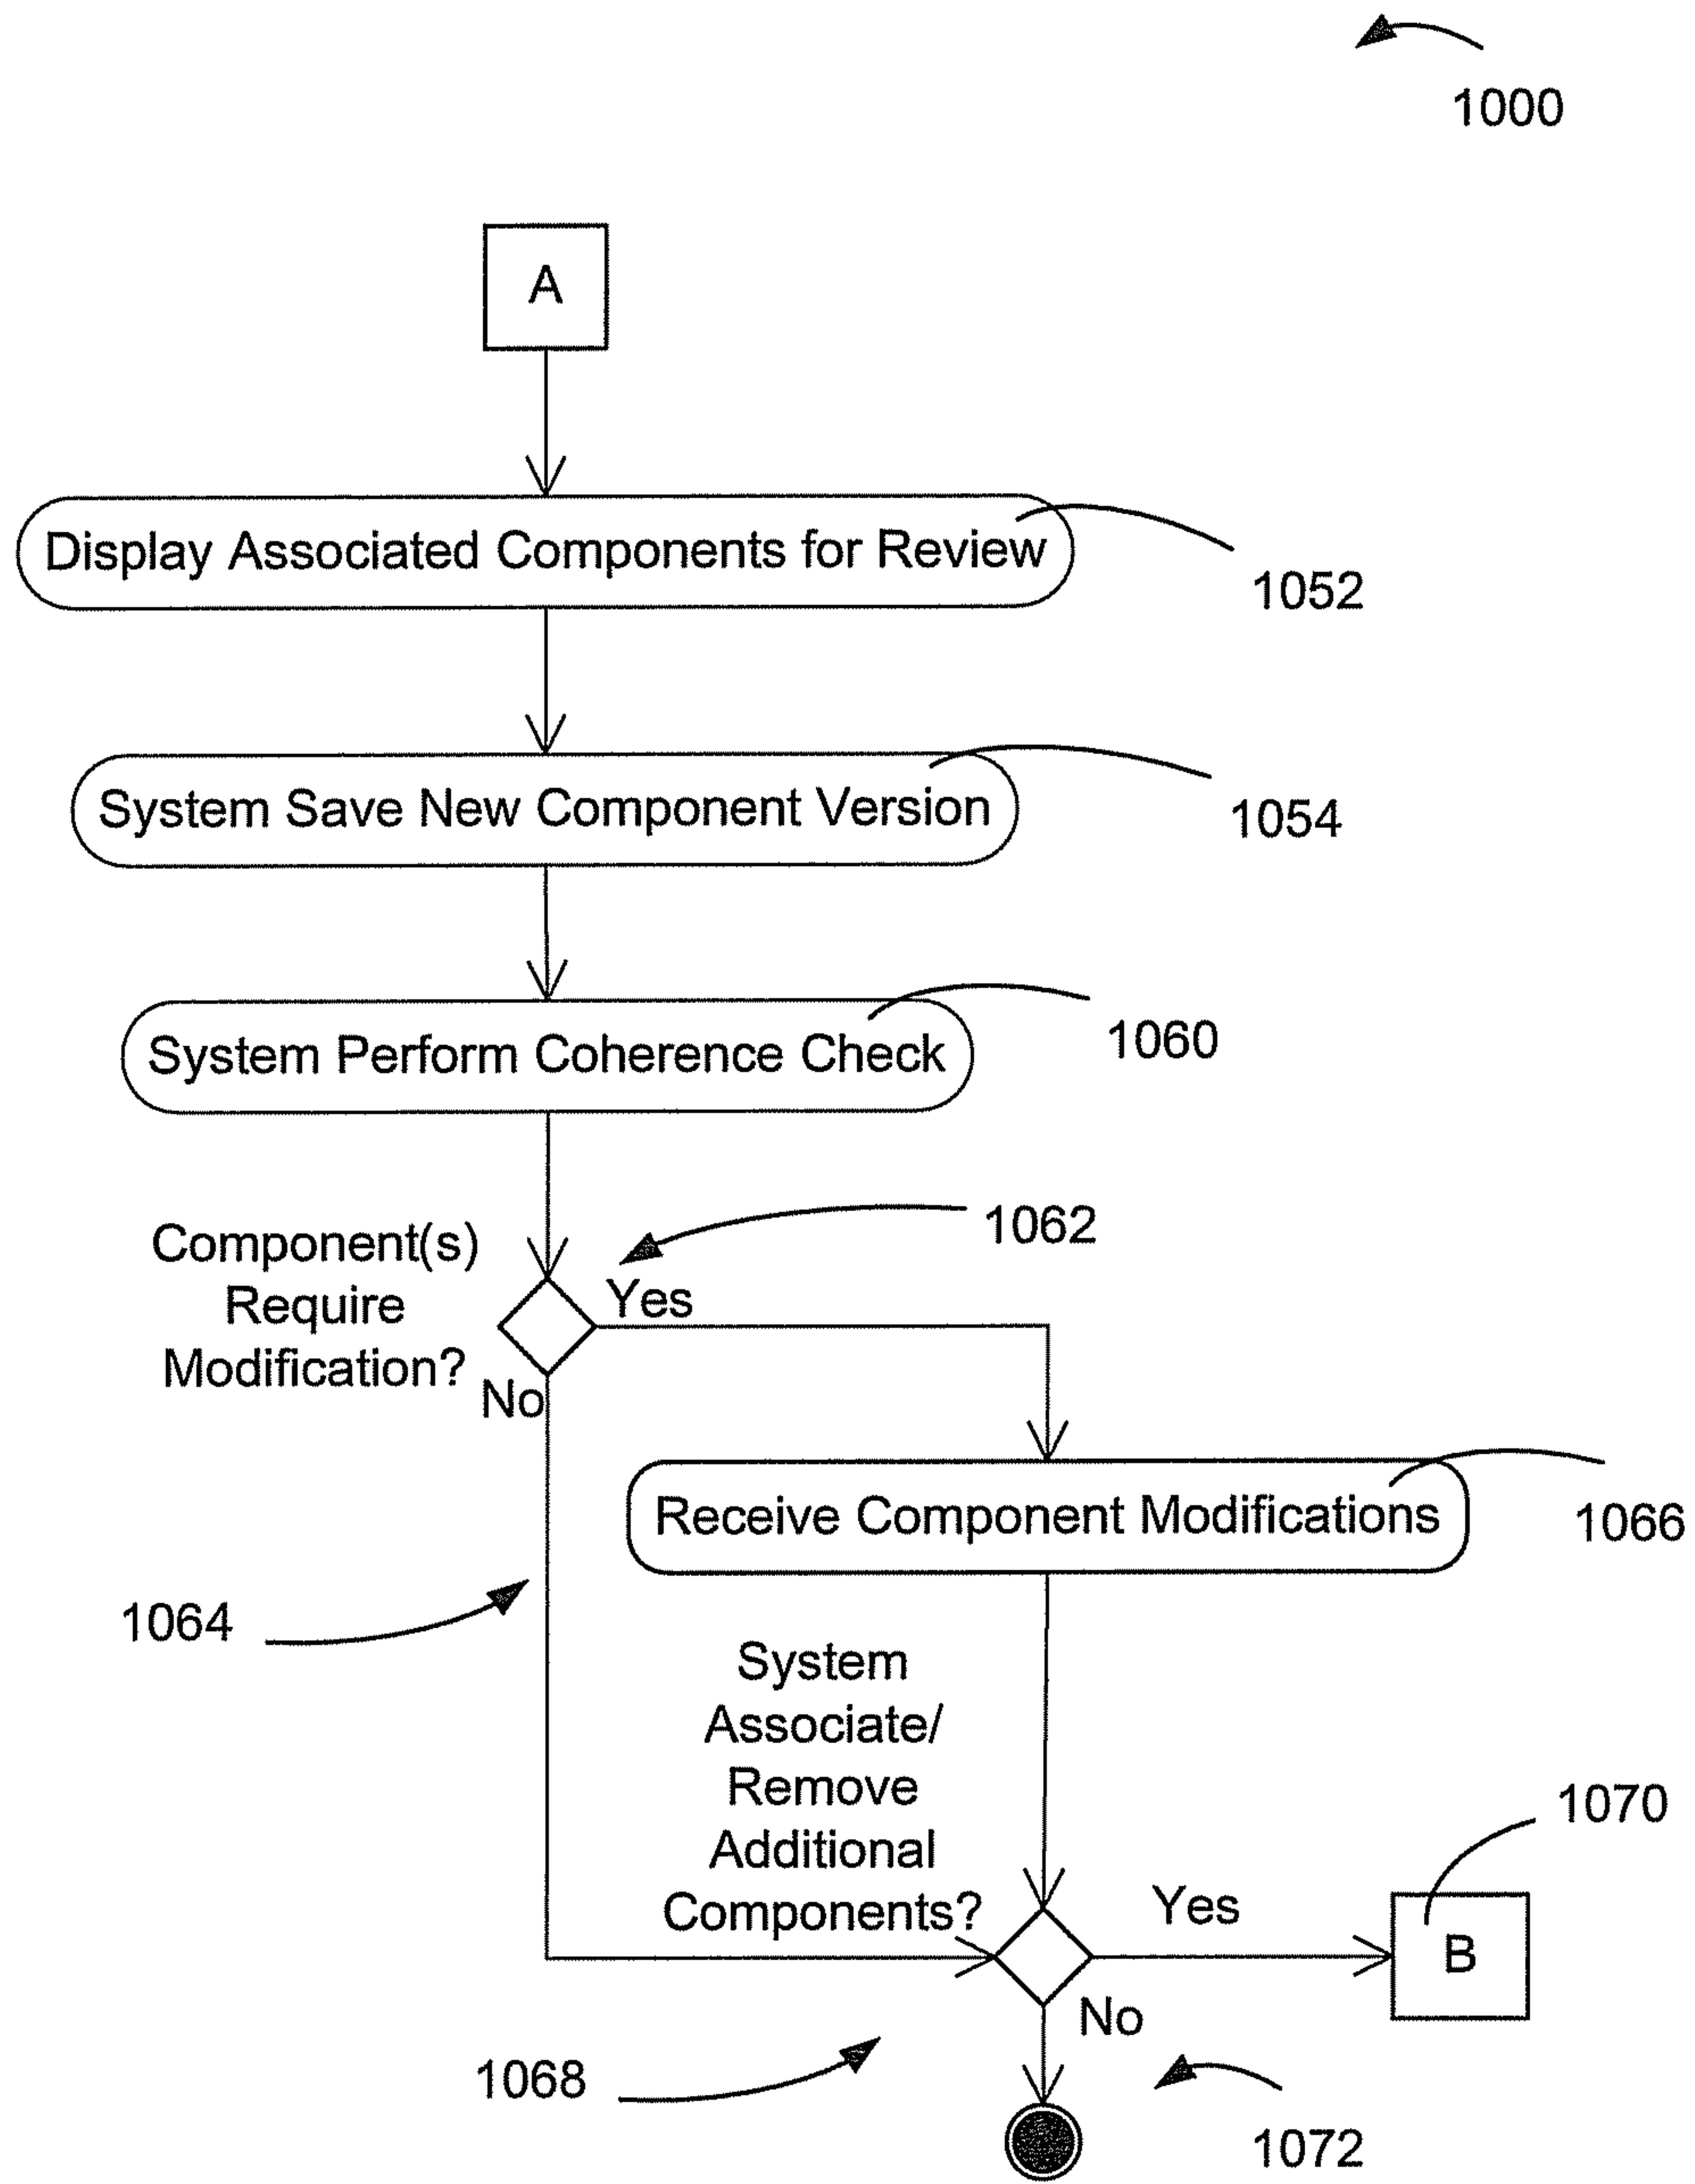 1000
A
Display Associated Components for Review
1052
System Save New Component Version
1054
System Perform Coherence Check
1060
Component(s)
Require
Modification?
1062
Yes
No
Receive Component Modifications
1066
1064
System
Associate/
Remove
Additional
Components?
1070
Yes
B
No
1068
1072